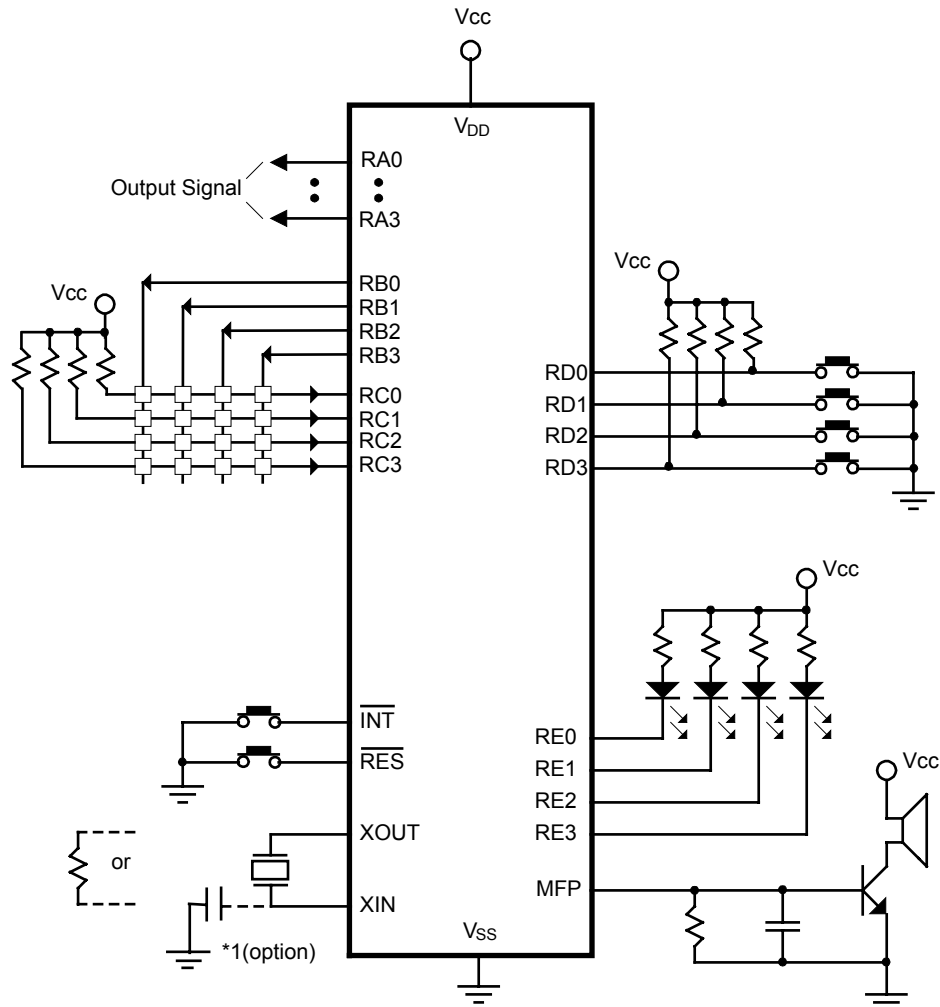 Vcc
VDD
RA0
Output Signal
RA3
RB0
RB1
RB2
RB3
Vcc
RC0
RC1
RC2
RC3
Vcc
RD0
RD1
RD2
RD3
Vcc
INT
RES
RE0
RE1
RE2
RE3
Vcc
XOUT
or
XIN
*1(option)
MFP
VSS